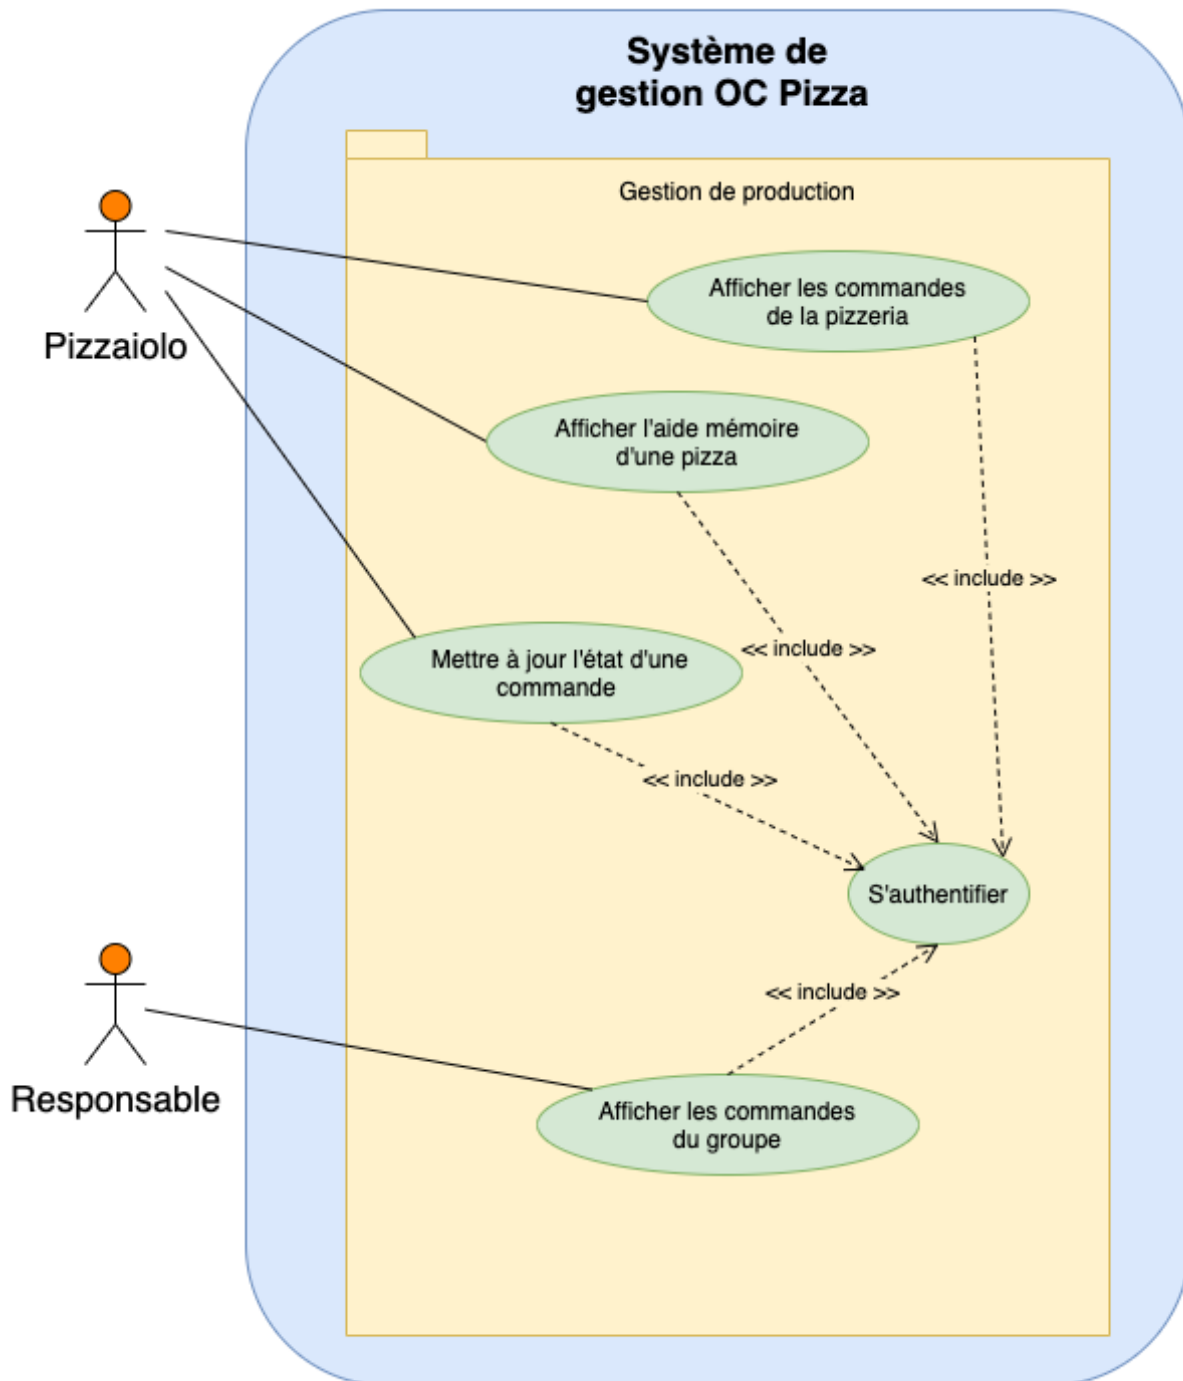 Système de
gestion OC Pizza
Gestion de production
Pizzaiolo
Afficher les commandes
de la pizzeria
Afficher l'aide mémoire
d'une pizza
<< include >>
<< include >>
Mettre à jour l'état d'une
commande
<< include >>
S'authentifier
<< include >>
Responsable
Afficher les commandes
du groupe